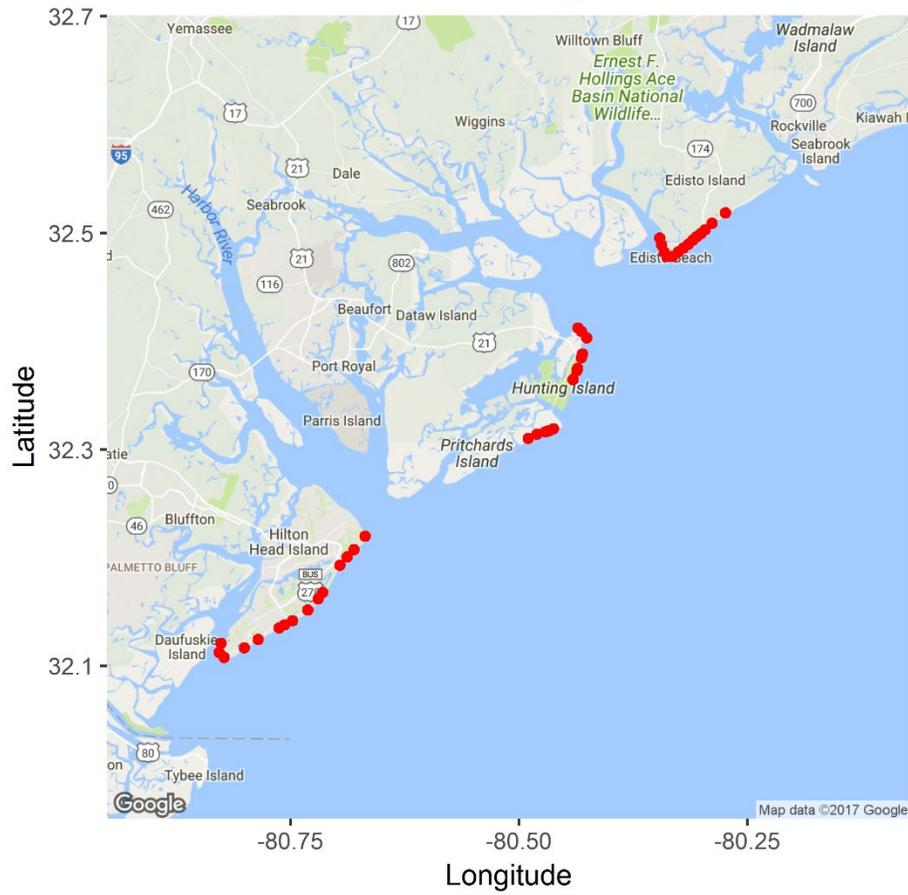 32.7
32.5
32.3
32.1
Latitude
-80.75
-80.50
-80.25
Longitude
Yemassee
17
Willtown Bluff
Wadmalaw
Island
Ernest F.
Hollings Ace
Basin National
Wildlife...
17
700
Wiggins
Rockville
Kiawah I
Seabrook
Island
95
174
21
Dale
Edisto Island
Harbor River
462
Seabrook
d
21
802
Edisto Beach
116
Beaufort
Dataw Island
21
170
Port Royal
Hunting Island
Parris Island
Pritchards
Island
atie
0
46
Bluffton
Hilton
Head Island
PALMETTO BLUFF
BUS
278
Daufuskie
Island
80
on
Tybee Island
Google
Map data ©2017 Google